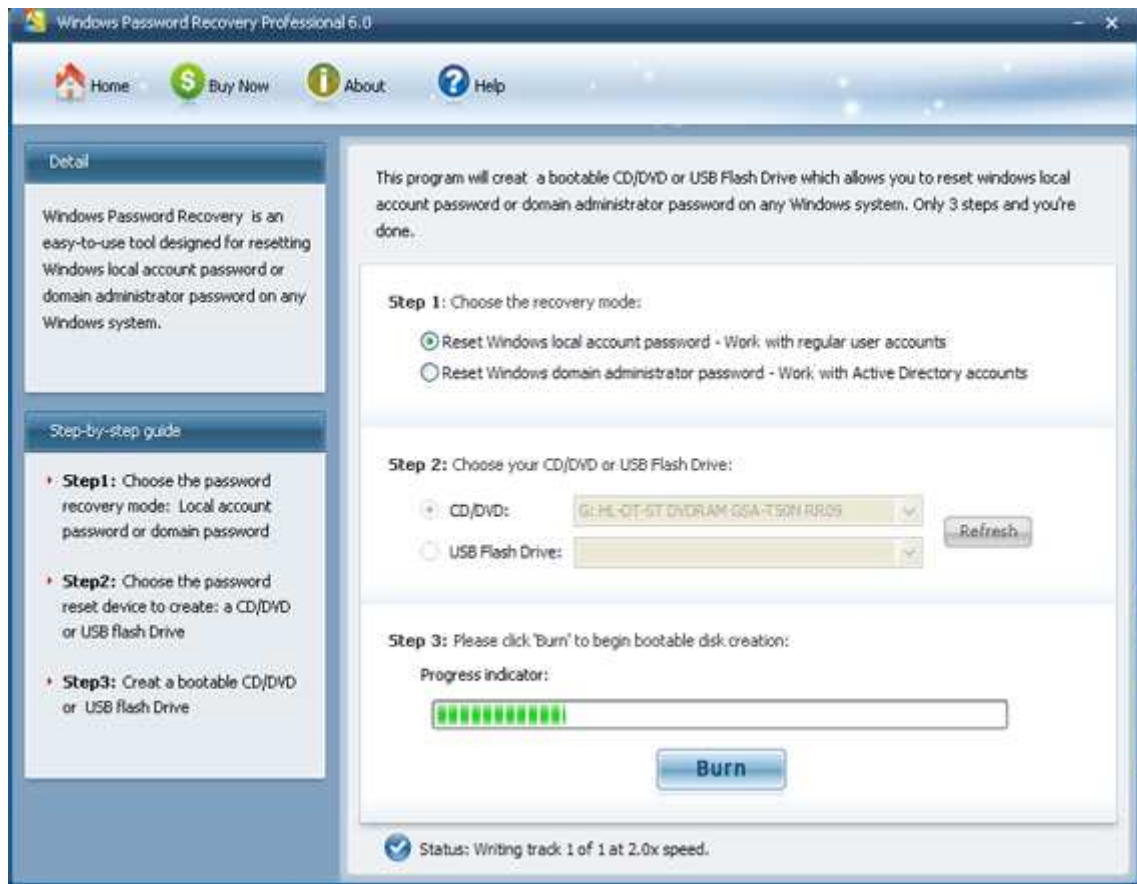 Windows Password Recovery Professional 6.0
Home Buy Now About Help
Detail
Windows Password Recovery is an
easy-to-use tool designed for resetting
Windows local account password or
domain administrator password on any
Windows system.
Step-by-step guide
Step1: Choose the password
recovery mode: Local account
password or domain password
Step2: Choose the password
reset device to create: a CD/DVD
or USB flash Drive
Step3: Creat a bootable CD/DVD
or USB flash Drive
This program will creat a bootable CD/DVD or USB Flash Drive which allows you to reset windows local
account password or domain administrator password on any Windows system. Only 3 steps and you're
done.
Step 1: Choose the recovery mode:
Reset Windows local account password - Work with regular user accounts
Reset Windows domain administrator password - Work with Active Directory accounts
Step 2: Choose your CD/DVD or USB Flash Drive:
CD/DVD: G: HL-DT-ST DVDRAM GSA-T50N RR09
Refresh
USB Flash Drive:
Step 3: Please click 'Burn' to begin bootable disk creation:
Progress indicator:
Burn
Status: Writing track 1 of 1 at 2.0x speed.